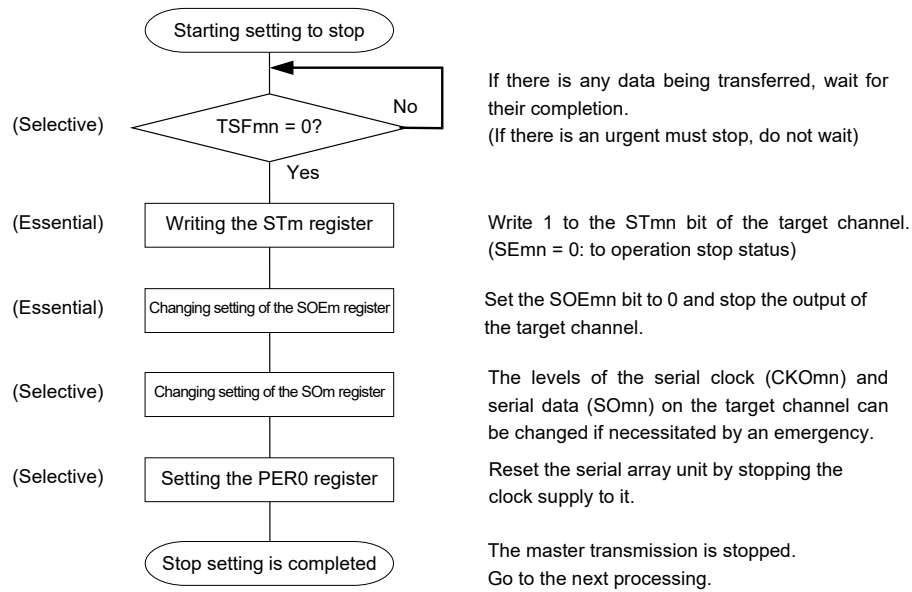 Starting setting to stop
No
If there is any data being transferred, wait for
their completion.
(If there is an urgent must stop, do not wait)
(Selective)
TSFmn = 0?
Yes
(Essential)
Writing the STm register
Write 1 to the STmn bit of the target channel.
(SEmn = 0: to operation stop status)
(Essential)
Changing setting of the SOEm register
Set the SOEmn bit to 0 and stop the output of
the target channel.
(Selective)
Changing setting of the SOm register
The levels of the serial clock (CKOmn) and
serial data (SOmn) on the target channel can
be changed if necessitated by an emergency.
(Selective)
Setting the PER0 register
Reset the serial array unit by stopping the
clock supply to it.
Stop setting is completed
The master transmission is stopped.
Go to the next processing.